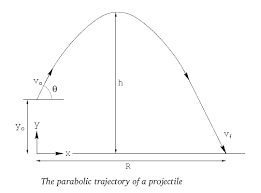 h
v₀
θ
y₀
y
x
v_f
R
The parabolic trajectory of a projectile